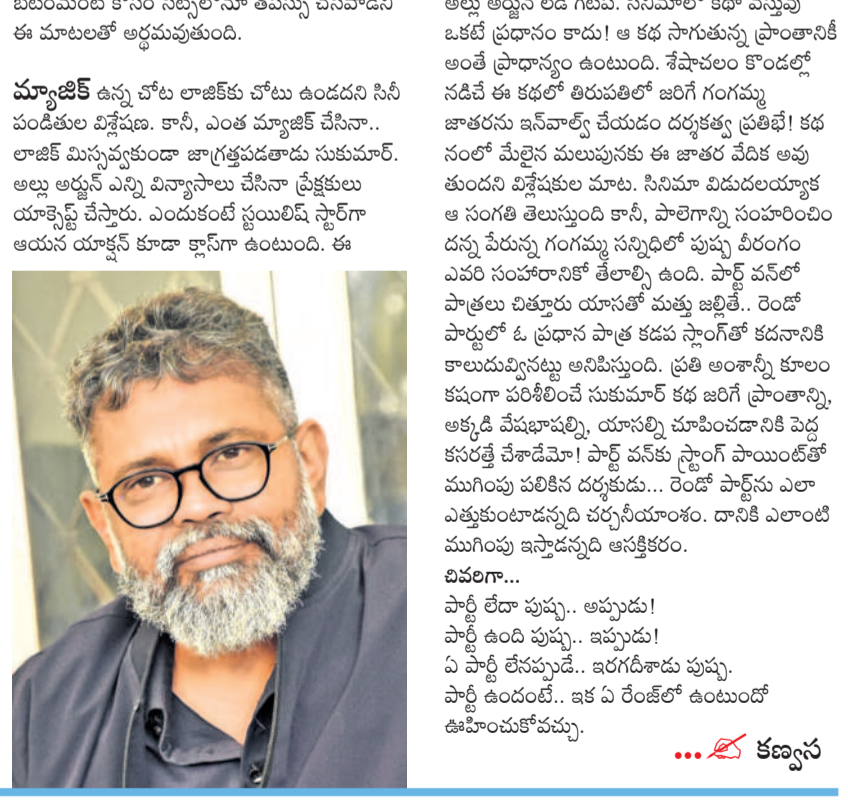 ఈ మాటలతో అర్థమవుతుంది.
మ్యాజిక్ ఉన్న చోట లాజిక్‌కు చోటు ఉండదని సినీ
పండితుల విశ్లేషణ. కానీ, ఎంత మ్యాజిక్ చేసినా..
లాజిక్ మిస్సవ్వకుండా జాగ్రత్తపడతాడు సుకుమార్.
అల్లు అర్జున్ ఎన్ని విన్యాసాలు చేసినా ప్రేక్షకులు
యాక్సెప్ట్ చేస్తారు. ఎందుకంటే స్టయిలిష్ స్టార్‌గా
ఆయన యాక్షన్ కూడా క్లాస్‌గా ఉంటుంది. ఈ
అల్లు అర్జున్ సినిమాలో కథా వస్తువు
ఒకటే ప్రధానం కాదు! ఆ కథ సాగుతున్న ప్రాంతానికీ
అంతే ప్రాధాన్యం ఉంటుంది. శేషాచలం కొండల్లో
నడిచే ఈ కథలో తిరుపతిలో జరిగే గంగమ్మ
జాతరను ఇన్‌వాల్వ్ చేయడం దర్శకత్వ ప్రతిభే! కథ
నంలో మేలైన మలుపునకు ఈ జాతర వేదిక అవు
తుందని విశ్లేషకుల మాట. సినిమా విడుదలయ్యాక
ఆ సంగతి తెలుస్తుంది కానీ, పాలెగాన్ని సంహరించిం
దన్న పేరున్న గంగమ్మ సన్నిధిలో పుష్ప వీరంగం
ఎవరి సంహారానికో తేలాల్సి ఉంది. పార్ట్ వన్‌లో
పాత్రలు చిత్తూరు యాసతో మత్తు జల్లితే.. రెండో
పార్టులో ఓ ప్రధాన పాత్ర కడప స్లాంగ్‌తో కదనానికి
కాలుదువ్వినట్టు అనిపిస్తుంది. ప్రతి అంశాన్నీ కూలం
కషంగా పరిశీలించే సుకుమార్ కథ జరిగే ప్రాంతాన్ని,
అక్కడి వేషభాషల్ని, యాసల్ని చూపించడానికి పెద్ద
కసరత్తే చేశాడేమో! పార్ట్ వన్‌కు స్ట్రాంగ్ పాయింట్‌తో
ముగింపు పలికిన దర్శకుడు... రెండో పార్ట్‌ను ఎలా
ఎత్తుకుంటాడన్నది చర్చనీయాంశం. దానికి ఎలాంటి
ముగింపు ఇస్తాడన్నది ఆసక్తికరం.
చివరిగా...
పార్టీ లేదా పుష్ప.. అప్పుడు!
పార్టీ ఉంది పుష్ప.. ఇప్పుడు!
ఏ పార్టీ లేనప్పుడే.. ఇరగదీశాడు పుష్ప.
పార్టీ ఉందంటే.. ఇక ఏ రేంజ్‌లో ఉంటుందో
ఊహించుకోవచ్చు.
... కణ్వస